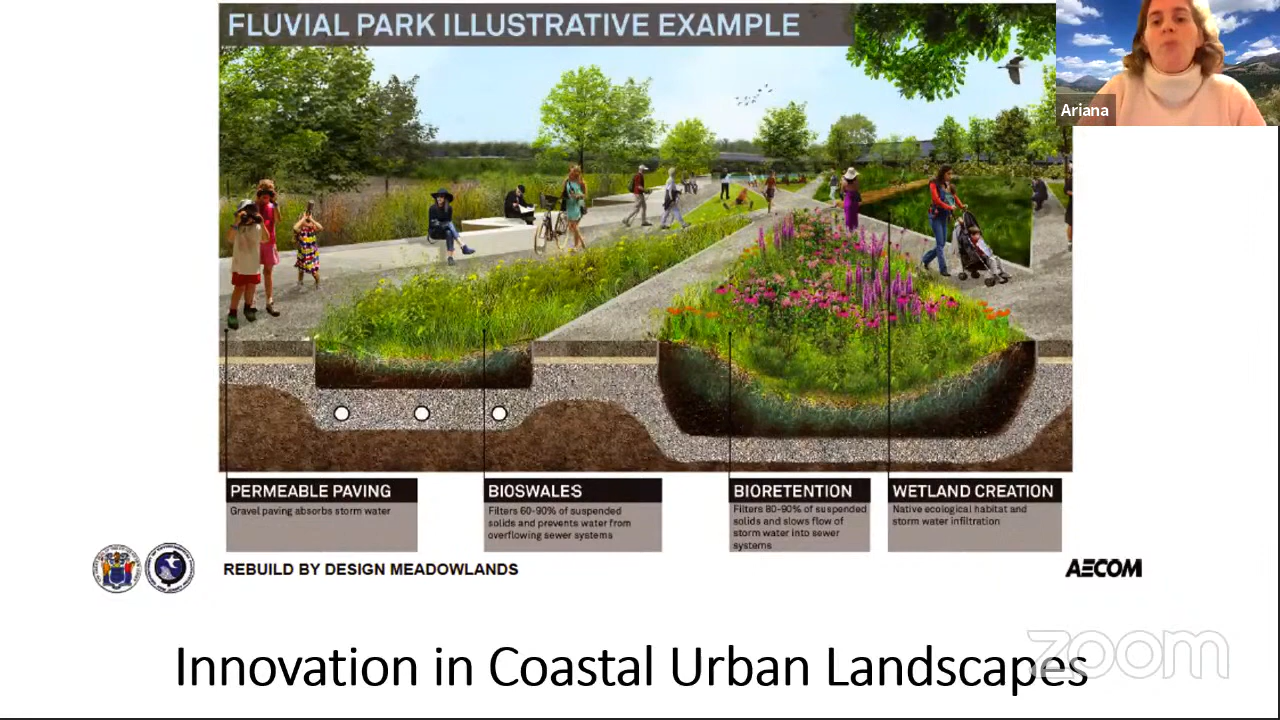 FLUVIAL PARK ILLUSTRATIVE EXAMPLE
Ariana
PERMEABLE PAVING
Gravel paving absorbs storm water
BIOSWALES
Filters 60-90% of suspended
solids and prevents water from
overflowing sewer systems
BIORETENTION
Filters 80-90% of suspended
solids and slows flow of
storm water into sewer
systems
WETLAND CREATION
Native ecological habitat and
storm water infiltration
REBUILD BY DESIGN MEADOWLANDS
AECOM
Innovation in Coastal Urban Landscapes
zoom